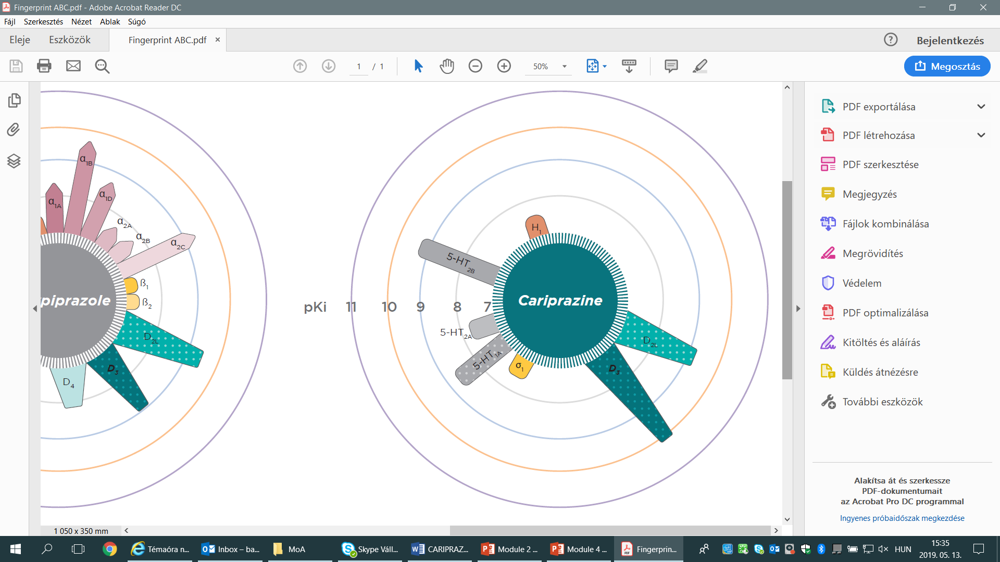 Fingerprint ABC.pdf - Adobe Acrobat Reader DC
Fájl Szerkesztés Nézet Ablak Súgó
Eleje Eszközök Fingerprint ABC.pdf × Bejelentkezés
1 / 1 50% Megosztás
α1A
α1B
α1D
α2A
α2B
α2C
ß1
ß2
piprazole
D2L
D3
D4
pKi 11 10 9 8 7
H1
5-HT2B
Cariprazine
5-HT2A
5-HT1A
σ1
D3
D2L
PDF exportálása
PDF létrehozása
PDF szerkesztése
Megjegyzés
Fájlok kombinálása
Megrövidítés
Védelem
PDF optimalizálása
Kitöltés és aláírás
Küldés átnézésre
További eszközök
Alakítsa át és szerkessze
PDF-dokumentumait
az Acrobat Pro DC programmal
Ingyenes próbaidőszak megkezdése
1 050 x 350 mm
Témaóra n... Inbox – ba... MoA Skype Váll... CARIPRAZ... Module 2 ... Module 4 ... Fingerprin... HUN 15:35
2019. 05. 13.